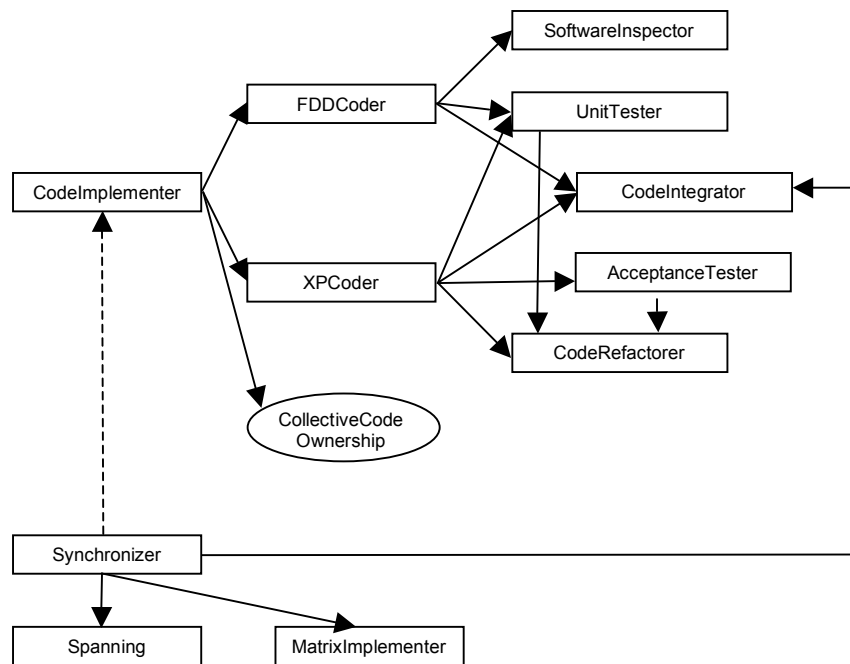 SoftwareInspector
FDDCoder
UnitTester
CodeImplementer
CodeIntegrator
XPCoder
AcceptanceTester
CodeRefactorer
CollectiveCode
Ownership
Synchronizer
Spanning
MatrixImplementer